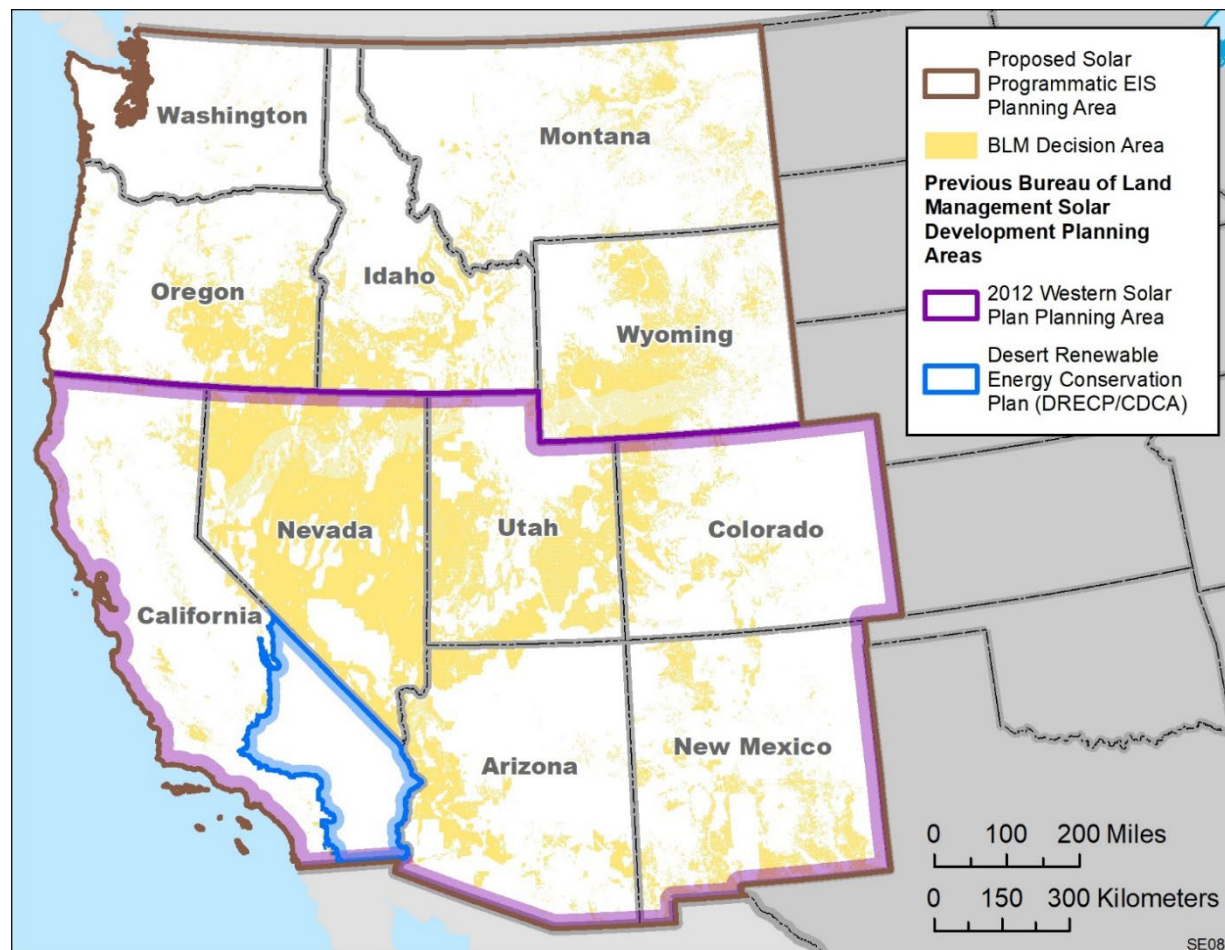 Washington
Montana
Oregon
Idaho
Wyoming
Nevada
Utah
Colorado
California
Arizona
New Mexico
Proposed Solar
Programmatic EIS
Planning Area
BLM Decision Area
Previous Bureau of Land
Management Solar
Development Planning
Areas
2012 Western Solar
Plan Planning Area
Desert Renewable
Energy Conservation
Plan (DRECP/CDCA)
0 100 200 Miles
0 150 300 Kilometers
SE08